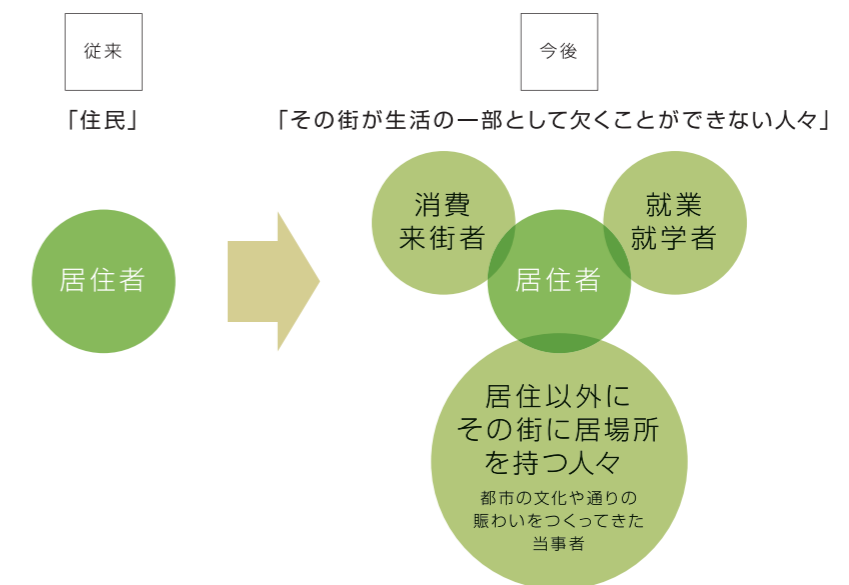 従来
今後
「住民」
「その街が生活の一部として欠くことができない人々」
居住者
消費
来街者
居住者
就業
就学者
居住以外に
その街に居場所
を持つ人々
都市の文化や通りの
賑わいをつくってきた
当事者